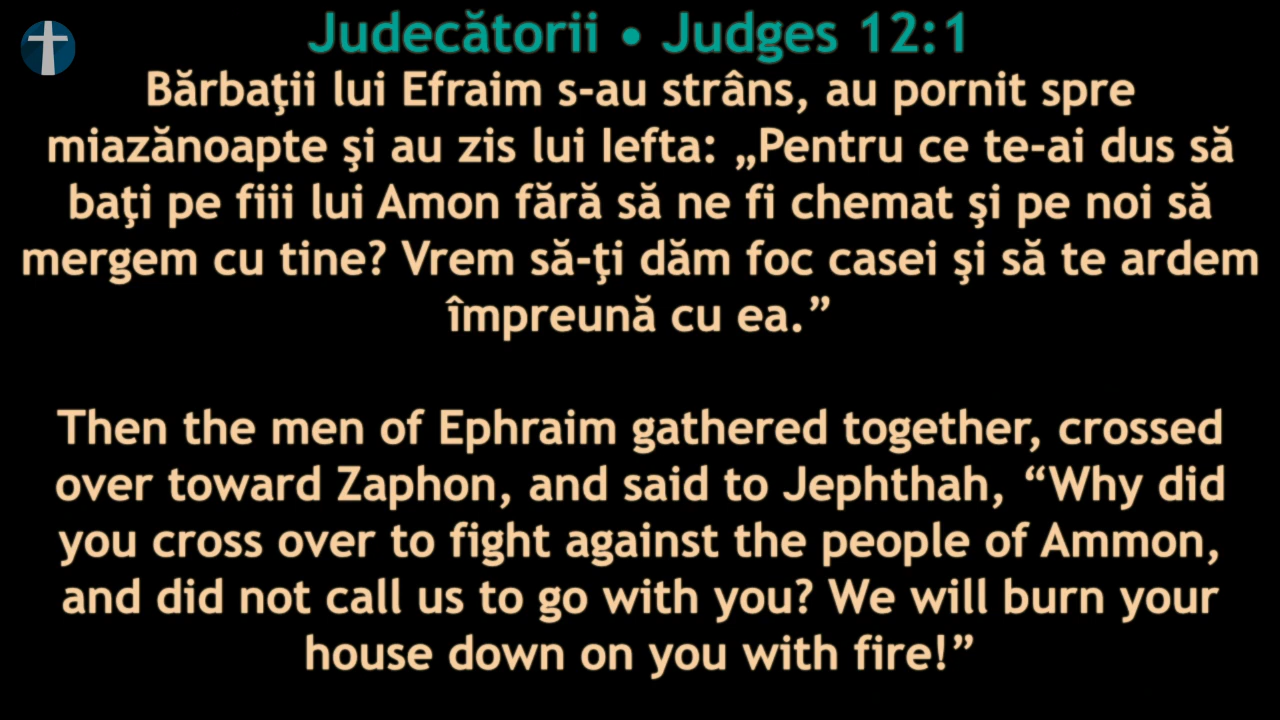 Judecătorii • Judges 12:1
Bărbaţii lui Efraim s-au strâns, au pornit spre
miazănoapte şi au zis lui Iefta: „Pentru ce te-ai dus să
baţi pe fiii lui Amon fără să ne fi chemat şi pe noi să
mergem cu tine? Vrem să-ţi dăm foc casei şi să te ardem
împreună cu ea.”
Then the men of Ephraim gathered together, crossed
over toward Zaphon, and said to Jephthah, “Why did
you cross over to fight against the people of Ammon,
and did not call us to go with you? We will burn your
house down on you with fire!”